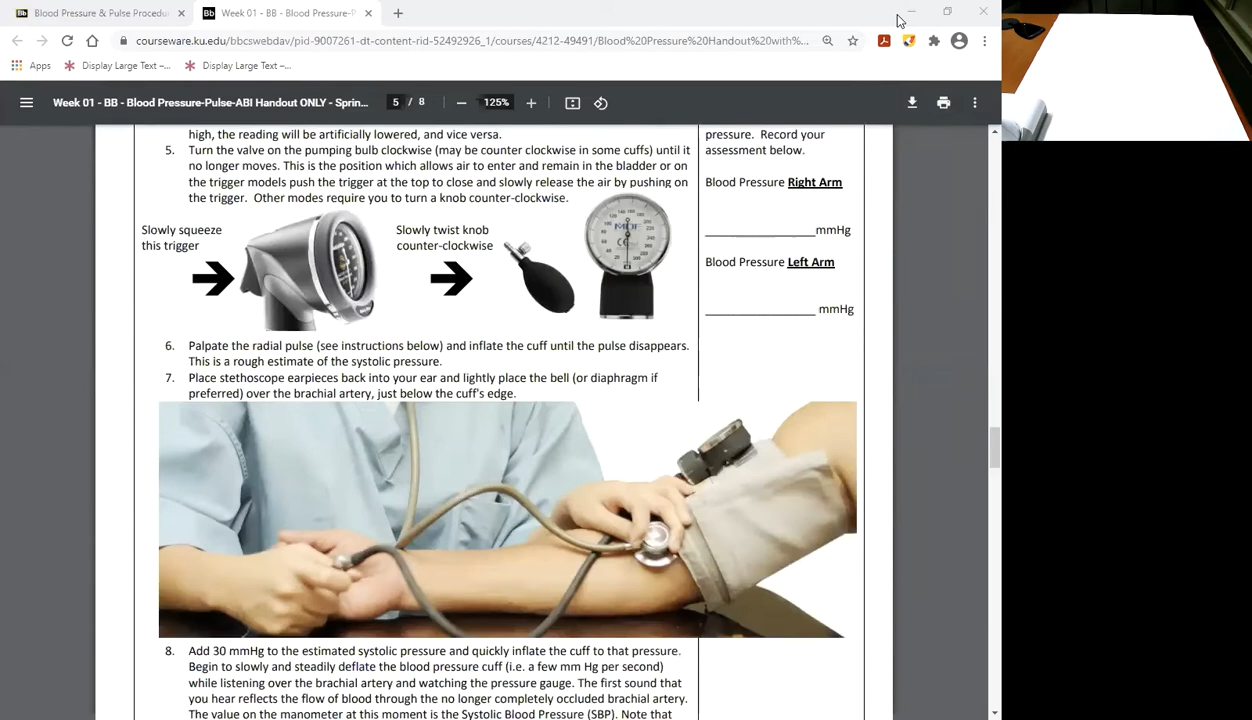 Blood Pressure & Pulse Procedu
Week 01 - BB - Blood Pressure-P
courseware.ku.edu/bbcswebdav/pid-9007261-dt-content-rid-52492926_1/courses/4212-49491/Blood%20Pressure%20Handout%20with%...
Apps
Display Large Text –...
Display Large Text –...
Week 01 - BB - Blood Pressure-Pulse-ABI Handout ONLY - Sprin...
5 / 8
125%
high, the reading will be artificially lowered, and vice versa.
5. Turn the valve on the pumping bulb clockwise (may be counter clockwise in some cuffs) until it
no longer moves. This is the position which allows air to enter and remain in the bladder or on
the trigger models push the trigger at the top to close and slowly release the air by pushing on
the trigger. Other modes require you to turn a knob counter-clockwise.
Slowly squeeze
this trigger
Slowly twist knob
counter-clockwise
6. Palpate the radial pulse (see instructions below) and inflate the cuff until the pulse disappears.
This is a rough estimate of the systolic pressure.
7. Place stethoscope earpieces back into your ear and lightly place the bell (or diaphragm if
preferred) over the brachial artery, just below the cuff's edge.
8. Add 30 mmHg to the estimated systolic pressure and quickly inflate the cuff to that pressure.
Begin to slowly and steadily deflate the blood pressure cuff (i.e. a few mm Hg per second)
while listening over the brachial artery and watching the pressure gauge. The first sound that
you hear reflects the flow of blood through the no longer completely occluded brachial artery.
The value on the manometer at this moment is the Systolic Blood Pressure (SBP). Note that
pressure. Record your
assessment below.
Blood Pressure Right Arm
________________mmHg
Blood Pressure Left Arm
________________ mmHg